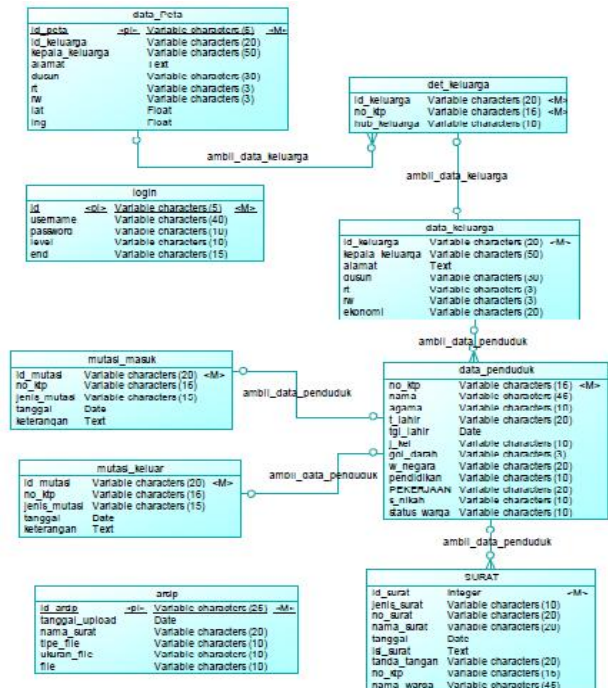 data_Peta
id_peta <pi> Variable characters (5) <M>
id_keluarga Variable characters (20)
kepala_keluarga Variable characters (50)
alamat Text
dusun Variable characters (30)
rt Variable characters (3)
rw Variable characters (3)
lat Float
lng Float
det_keluarga
id_keluarga Variable characters (20) <M>
no_ktp Variable characters (16) <M>
hub_keluarga Variable characters (10)
ambil_data_keluarga
ambil_data_keluarga
login
id <pi> Variable characters (5) <M>
username Variable characters (40)
password Variable characters (10)
level Variable characters (10)
end Variable characters (15)
data_keluarga
id_keluarga Variable characters (20) <M>
kepala_keluarga Variable characters (50)
alamat Text
dusun Variable characters (30)
rt Variable characters (3)
rw Variable characters (3)
ekonomi Variable characters (20)
ambil_data_penduduk
mutasi_masuk
id_mutasi Variable characters (20) <M>
no_ktp Variable characters (16)
jenis_mutasi Variable characters (15)
tanggal Date
keterangan Text
ambil_data_penduduk
data_penduduk
no_ktp Variable characters (16) <M>
nama Variable characters (45)
agama Variable characters (10)
t_lahir Variable characters (20)
tgl_lahir Date
j_kel Variable characters (10)
gol_darah Variable characters (3)
w_negara Variable characters (20)
pendidikan Variable characters (10)
PEKERJAAN Variable characters (20)
s_nikah Variable characters (10)
status_warga Variable characters (10)
mutasi_keluar
id_mutasi Variable characters (20) <M>
no_ktp Variable characters (16)
jenis_mutasi Variable characters (15)
tanggal Date
keterangan Text
ambil_data_penduduk
ambil_data_penduduk
arsip
id_arsip <pi> Variable characters (25) <M>
tanggal_upload Date
nama_surat Variable characters (20)
tipe_file Variable characters (10)
ukuran_file Variable characters (10)
file Variable characters (10)
SURAT
id_surat Integer <M>
jenis_surat Variable characters (10)
no_surat Variable characters (20)
nama_surat Variable characters (20)
tanggal Date
isi_surat Text
tanda_tangan Variable characters (20)
no_ktp Variable characters (16)
nama_warga Variable characters (45)